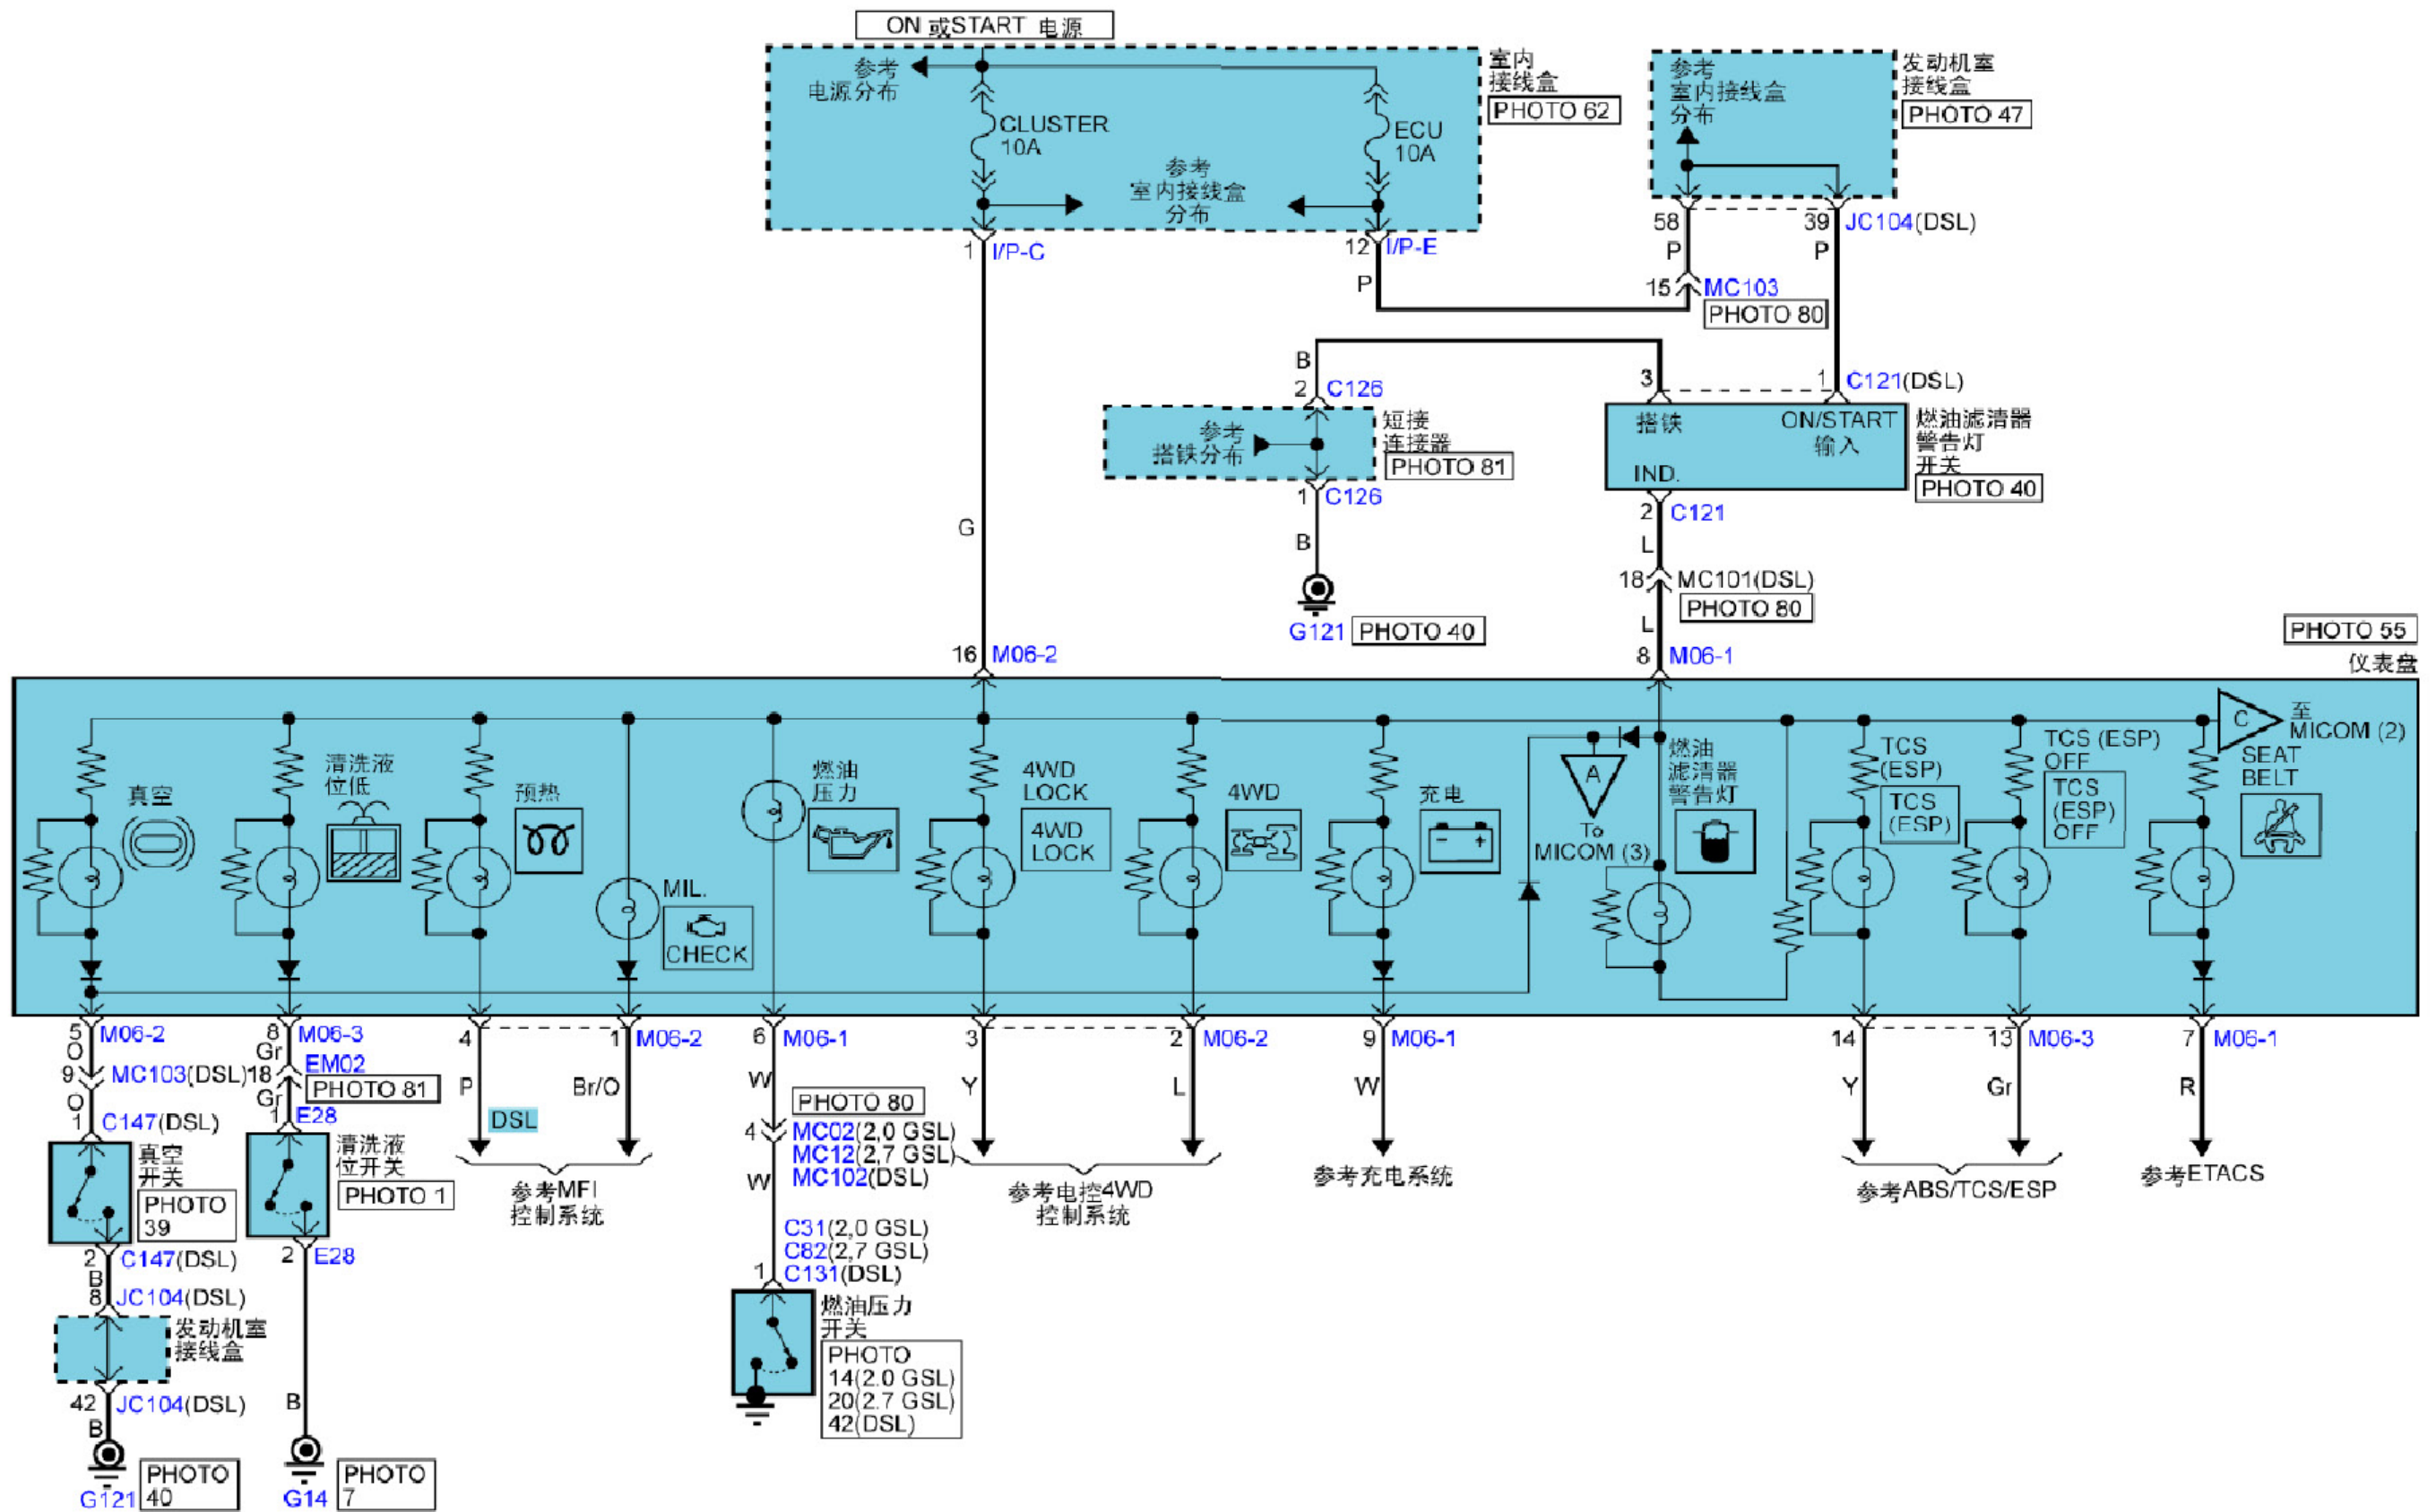 ON 或START 电源
参考
电源分布
CLUSTER
10A
参考
室内接线盒
分布
ECU
10A
室内
接线盒
PHOTO 62
参考
室内接线盒
分布
发动机室
接线盒
PHOTO 47
1 I/P-C
12 I/P-E
58
39 JC104(DSL)
P
P
P
15 MC103
PHOTO 80
B
2 C126
3
1 C121(DSL)
参考
搭铁分布
短接
连接器
PHOTO 81
搭铁
ON/START
输入
IND.
燃油滤清器
警告灯
开关
PHOTO 40
1 C126
2 C121
G
B
L
18 MC101(DSL)
PHOTO 80
G121 PHOTO 40
L
PHOTO 55
16 M06-2
8 M06-1
仪表盘
真空
清洗液
位低
预热
MIL.
CHECK
燃油
压力
4WD
LOCK
4WD
LOCK
4WD
充电
A
To
MICOM (3)
燃油
滤清器
警告灯
TCS
(ESP)
TCS
(ESP)
TCS (ESP)
OFF
TCS
(ESP)
OFF
C
至
MICOM (2)
SEAT
BELT
5 M06-2
8 M06-3
4
1 M06-2
6 M06-1
3
2 M06-2
9 M06-1
14
13 M06-3
7 M06-1
O
9 MC103(DSL)
O
1 C147(DSL)
真空
开关
PHOTO
39
2 C147(DSL)
B
8 JC104(DSL)
发动机室
接线盒
42 JC104(DSL)
B
G121
PHOTO
40
Gr
18 EM02
PHOTO 81
Gr
1 E28
清洗液
位开关
PHOTO 1
2 E28
B
G14
PHOTO
7
P
DSL
Br/O
参考MFI
控制系统
W
PHOTO 80
4 MC02(2,0 GSL)
MC12(2,7 GSL)
MC102(DSL)
W
C31(2,0 GSL)
C82(2,7 GSL)
1 C131(DSL)
燃油压力
开关
PHOTO
14(2.0 GSL)
20(2.7 GSL)
42(DSL)
Y
L
参考电控4WD
控制系统
W
参考充电系统
Y
Gr
参考ABS/TCS/ESP
R
参考ETACS